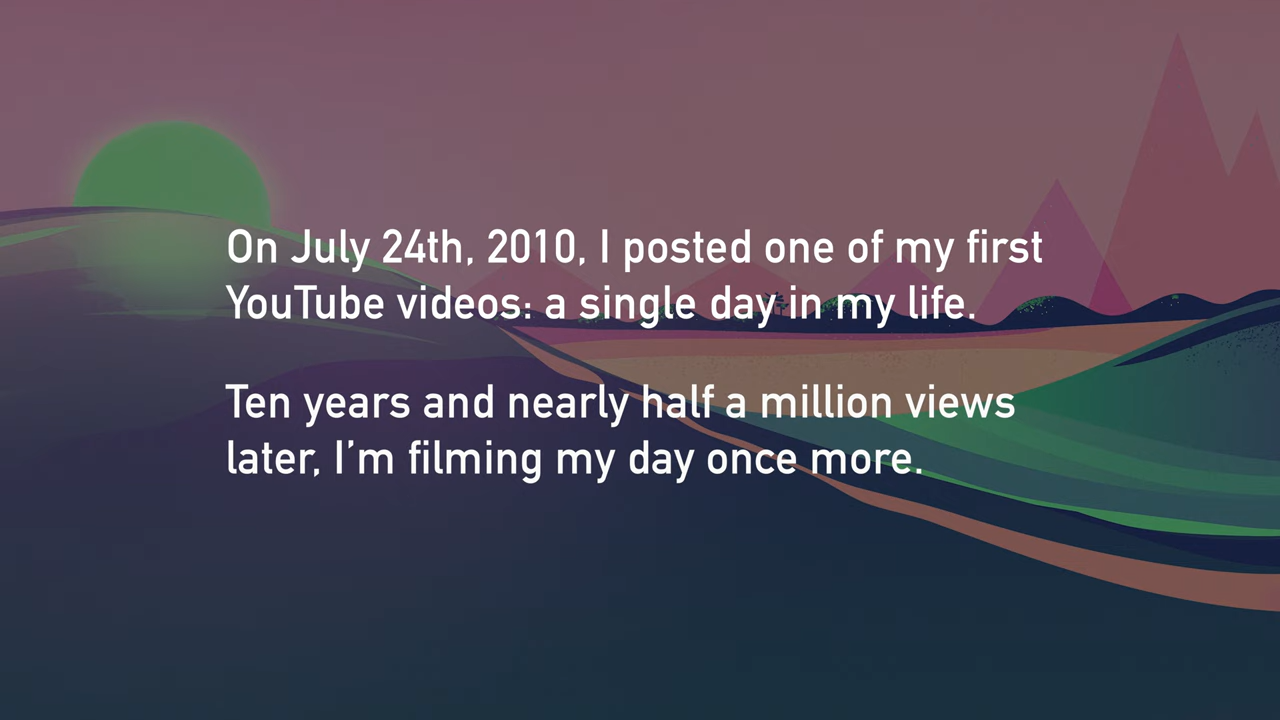 On July 24th, 2010, I posted one of my first
YouTube videos: a single day in my life.
Ten years and nearly half a million views
later, I’m filming my day once more.